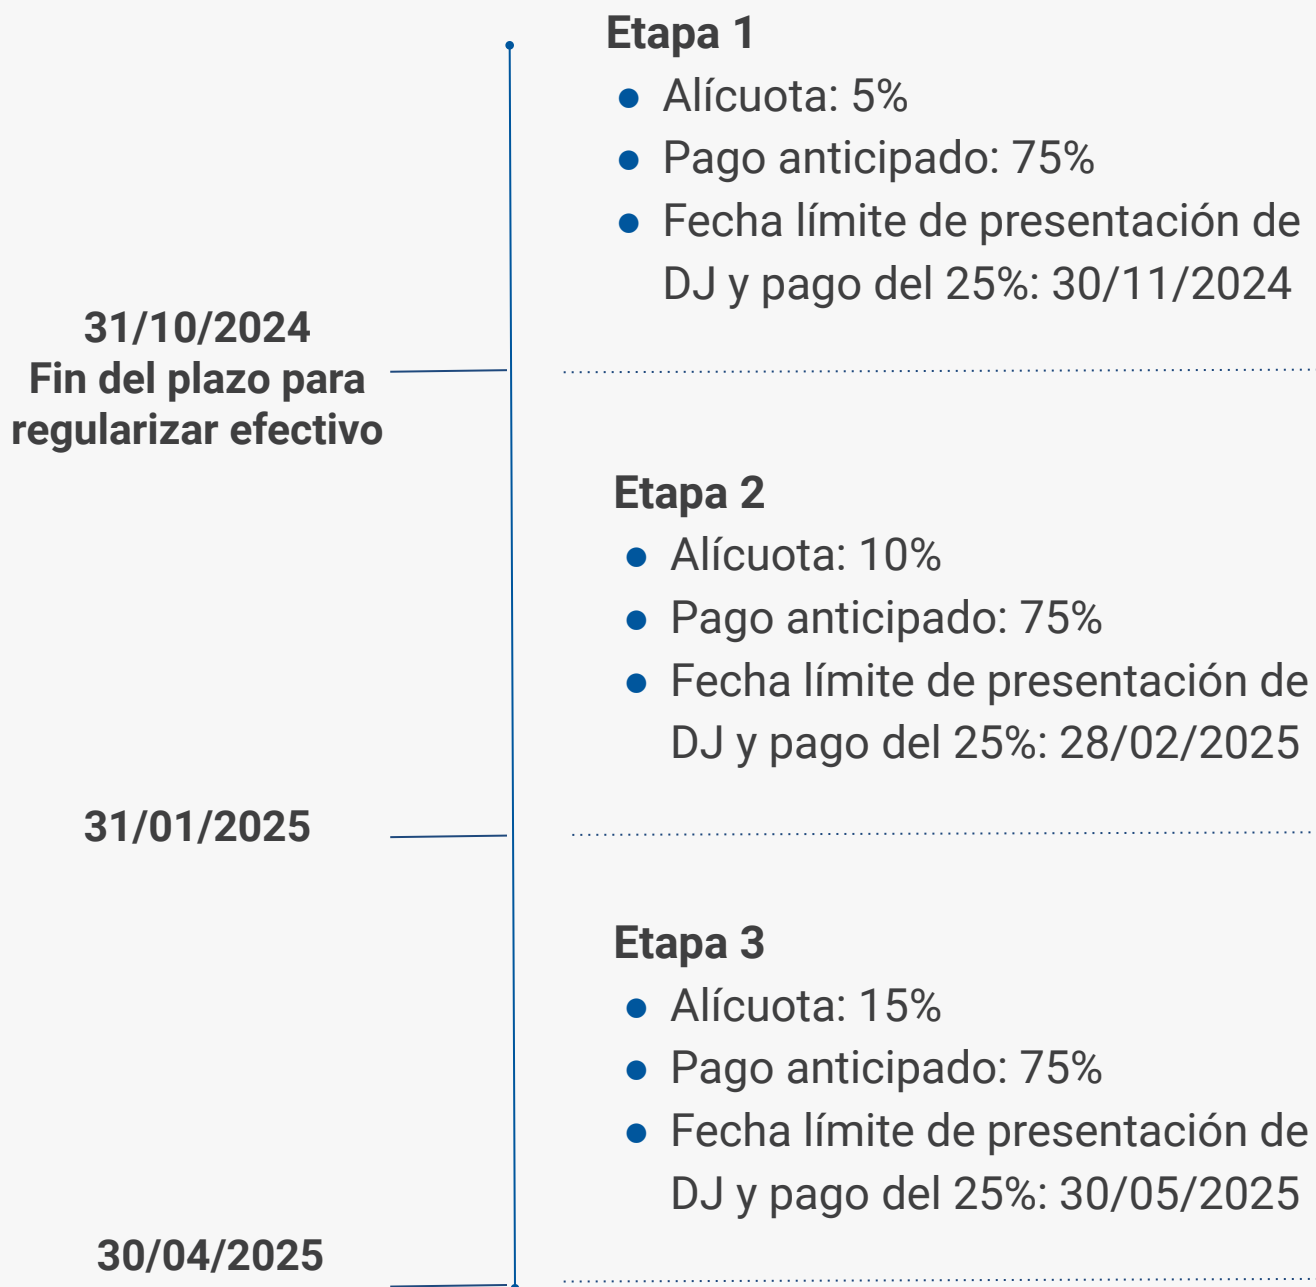 Etapa 1
● Alícuota: 5%
● Pago anticipado: 75%
● Fecha límite de presentación de
DJ y pago del 25%: 30/11/2024
31/10/2024
Fin del plazo para
regularizar efectivo
Etapa 2
● Alícuota: 10%
● Pago anticipado: 75%
● Fecha límite de presentación de
DJ y pago del 25%: 28/02/2025
31/01/2025
Etapa 3
● Alícuota: 15%
● Pago anticipado: 75%
● Fecha límite de presentación de
DJ y pago del 25%: 30/05/2025
30/04/2025